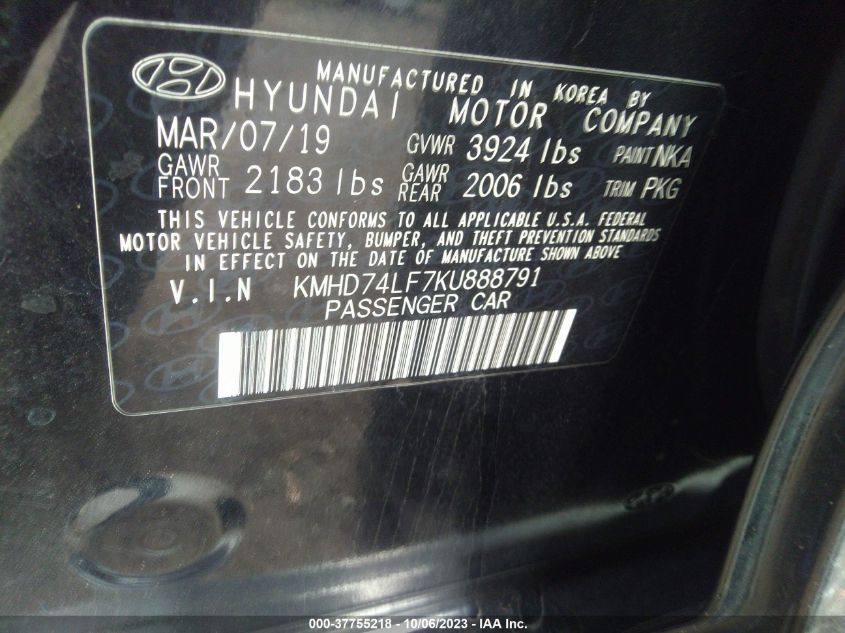 MANUFACTURED IN KOREA BY
HYUNDAI MOTOR COMPANY
MAR/07/19 GVWR 3924 lbs PAINT NKA
GAWR FRONT 2183 lbs GAWR REAR 2006 lbs TRIM PKG
THIS VEHICLE CONFORMS TO ALL APPLICABLE U.S.A. FEDERAL
MOTOR VEHICLE SAFETY, BUMPER, AND THEFT PREVENTION STANDARDS
IN EFFECT ON THE DATE OF MANUFACTURE SHOWN ABOVE
V.I.N KMHD74LF7KU888791
PASSENGER CAR
000-37755218 - 10/06/2023 - IAA Inc.